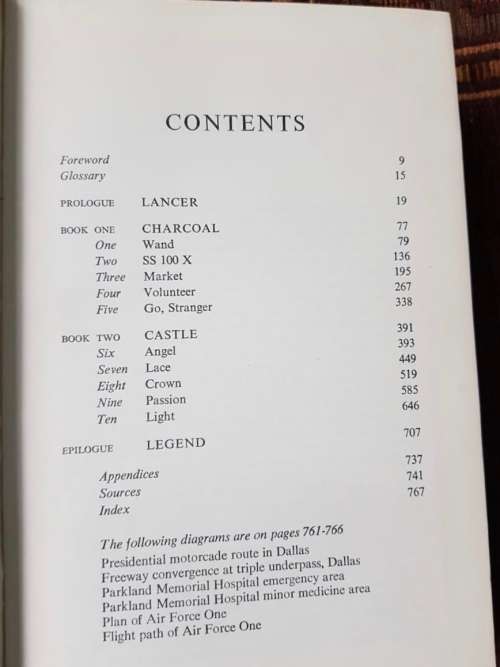 CONTENTS
Foreword 9
Glossary 15
PROLOGUE LANCER 19
BOOK ONE CHARCOAL 77
One Wand 79
Two SS 100 X 136
Three Market 195
Four Volunteer 267
Five Go, Stranger 338
BOOK TWO CASTLE 391
Six Angel 393
Seven Lace 449
Eight Crown 519
Nine Passion 585
Ten Light 646
EPILOGUE LEGEND 707
Appendices 737
Sources 741
Index 767
The following diagrams are on pages 761-766
Presidential motorcade route in Dallas
Freeway convergence at triple underpass, Dallas
Parkland Memorial Hospital emergency area
Parkland Memorial Hospital minor medicine area
Plan of Air Force One
Flight path of Air Force One